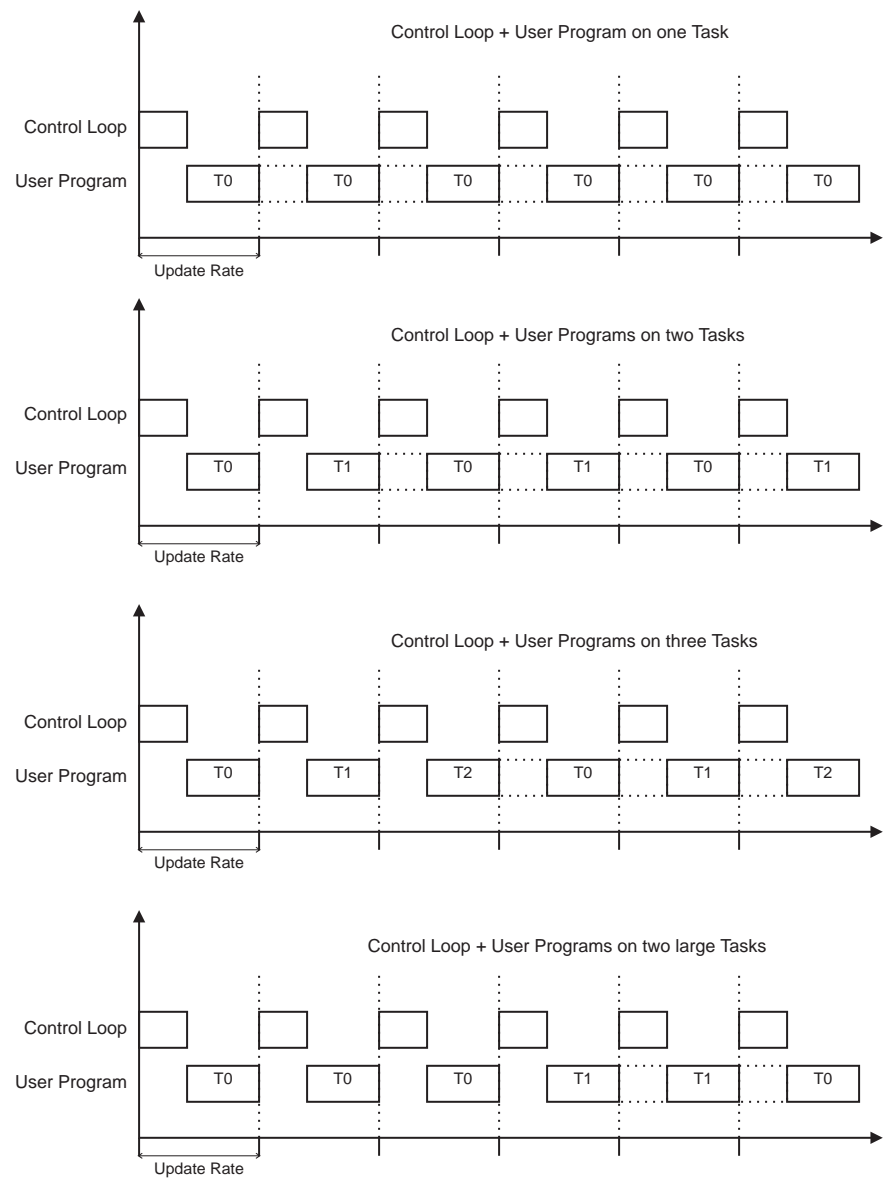 Control Loop + User Program on one Task
Control Loop
User Program
T0 T0 T0 T0 T0 T0
Update Rate
Control Loop + User Programs on two Tasks
Control Loop
User Program
T0 T1 T0 T1 T0 T1
Update Rate
Control Loop + User Programs on three Tasks
Control Loop
User Program
T0 T1 T2 T0 T1 T2
Update Rate
Control Loop + User Programs on two large Tasks
Control Loop
User Program
T0 T0 T0 T1 T1 T0
Update Rate